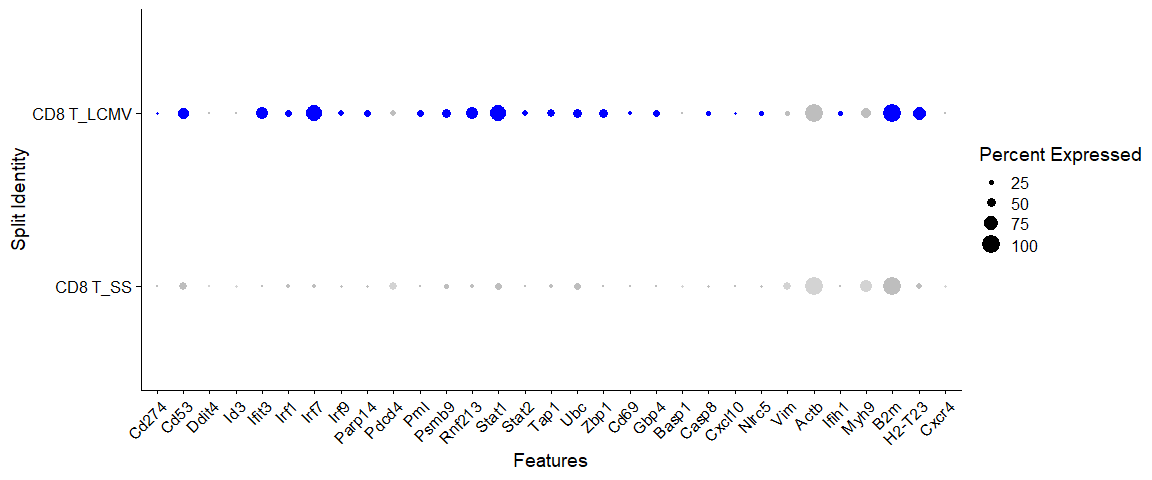 Split Identity
CD8 T_LCMV
CD8 T_SS
Cd274
Cd53
Ddit4
Id3
Ifit3
Irf1
Irf7
Irf9
Parp14
Pdcd4
Pml
Psmb9
Rnf213
Stat1
Stat2
Tap1
Ubc
Zbp1
Cd69
Gbp4
Basp1
Casp8
Cxcl10
Nlrc5
Vim
Actb
Ifih1
Myh9
B2m
H2-T23
Cxcr4
Features
Percent Expressed
25
50
75
100